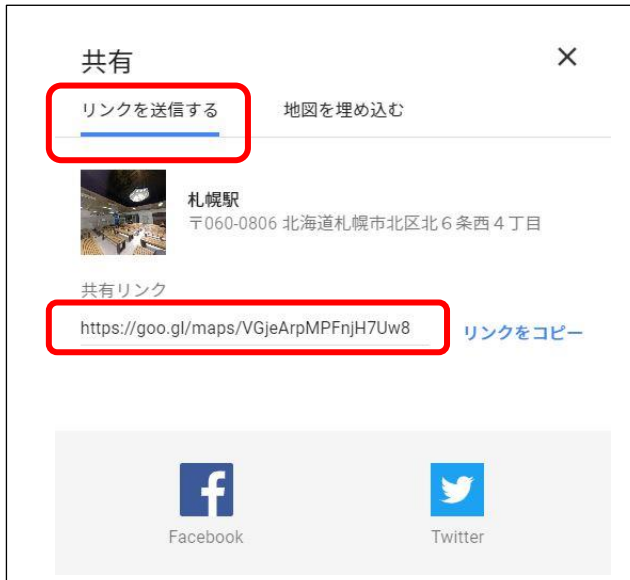 共有
リンクを送信する 地図を埋め込む
札幌駅
〒060-0806 北海道札幌市北区北６条西４丁目
共有リンク
https://goo.gl/maps/VGjeArpMPFnjH7Uw8 リンクをコピー
Facebook Twitter